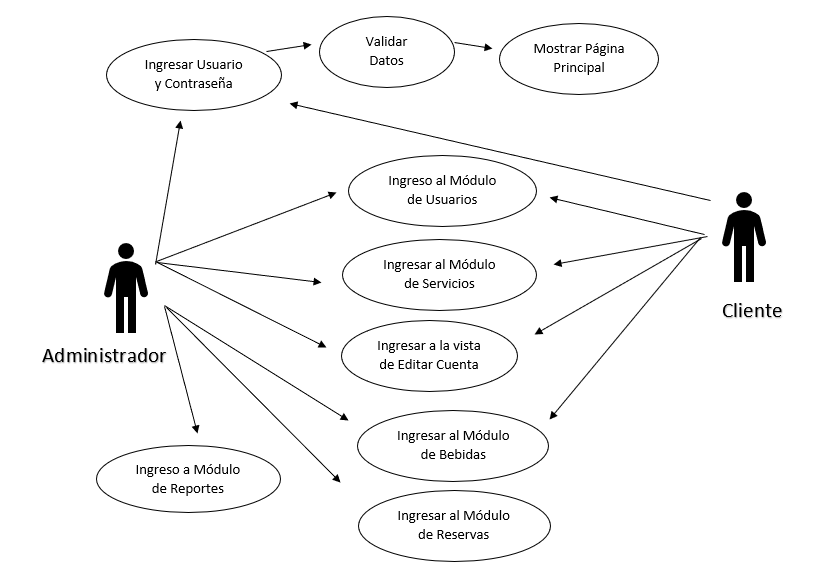 Ingresar Usuario
y Contraseña
Validar
Datos
Mostrar Página
Principal
Ingreso al Módulo
de Usuarios
Ingresar al Módulo
de Servicios
Cliente
Administrador
Ingresar a la vista
de Editar Cuenta
Ingresar al Módulo
de Bebidas
Ingreso a Módulo
de Reportes
Ingresar al Módulo
de Reservas